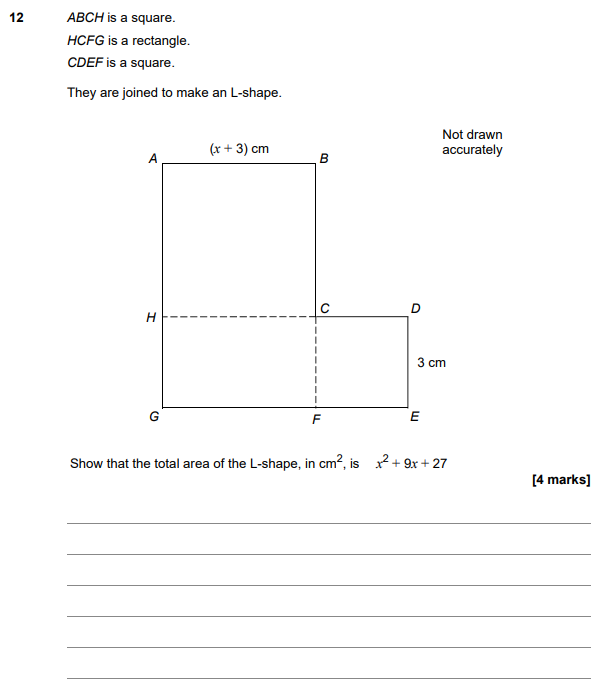 12 ABCH is a square.
HCFG is a rectangle.
CDEF is a square.
They are joined to make an L-shape.
Not drawn
accurately
(x + 3) cm
A
B
C
D
H
3 cm
G
F
E
Show that the total area of the L-shape, in cm², is x² + 9x + 27
[4 marks]